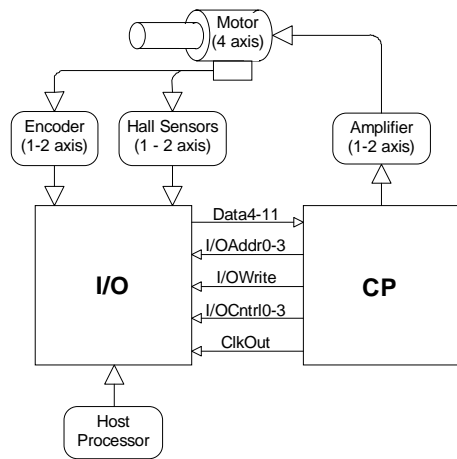 Motor
(4 axis)
Encoder
(1-2 axis)
Hall Sensors
(1 - 2 axis)
Amplifier
(1-2 axis)
Data4-11
I/OAddr0-3
I/O
I/OWrite
CP
I/OCntrl0-3
ClkOut
Host
Processor